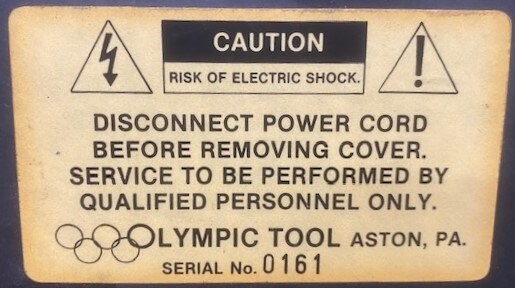 CAUTION
RISK OF ELECTRIC SHOCK.
DISCONNECT POWER CORD
BEFORE REMOVING COVER.
SERVICE TO BE PERFORMED BY
QUALIFIED PERSONNEL ONLY.
OLYMPIC TOOL ASTON, PA.
SERIAL No. 0161